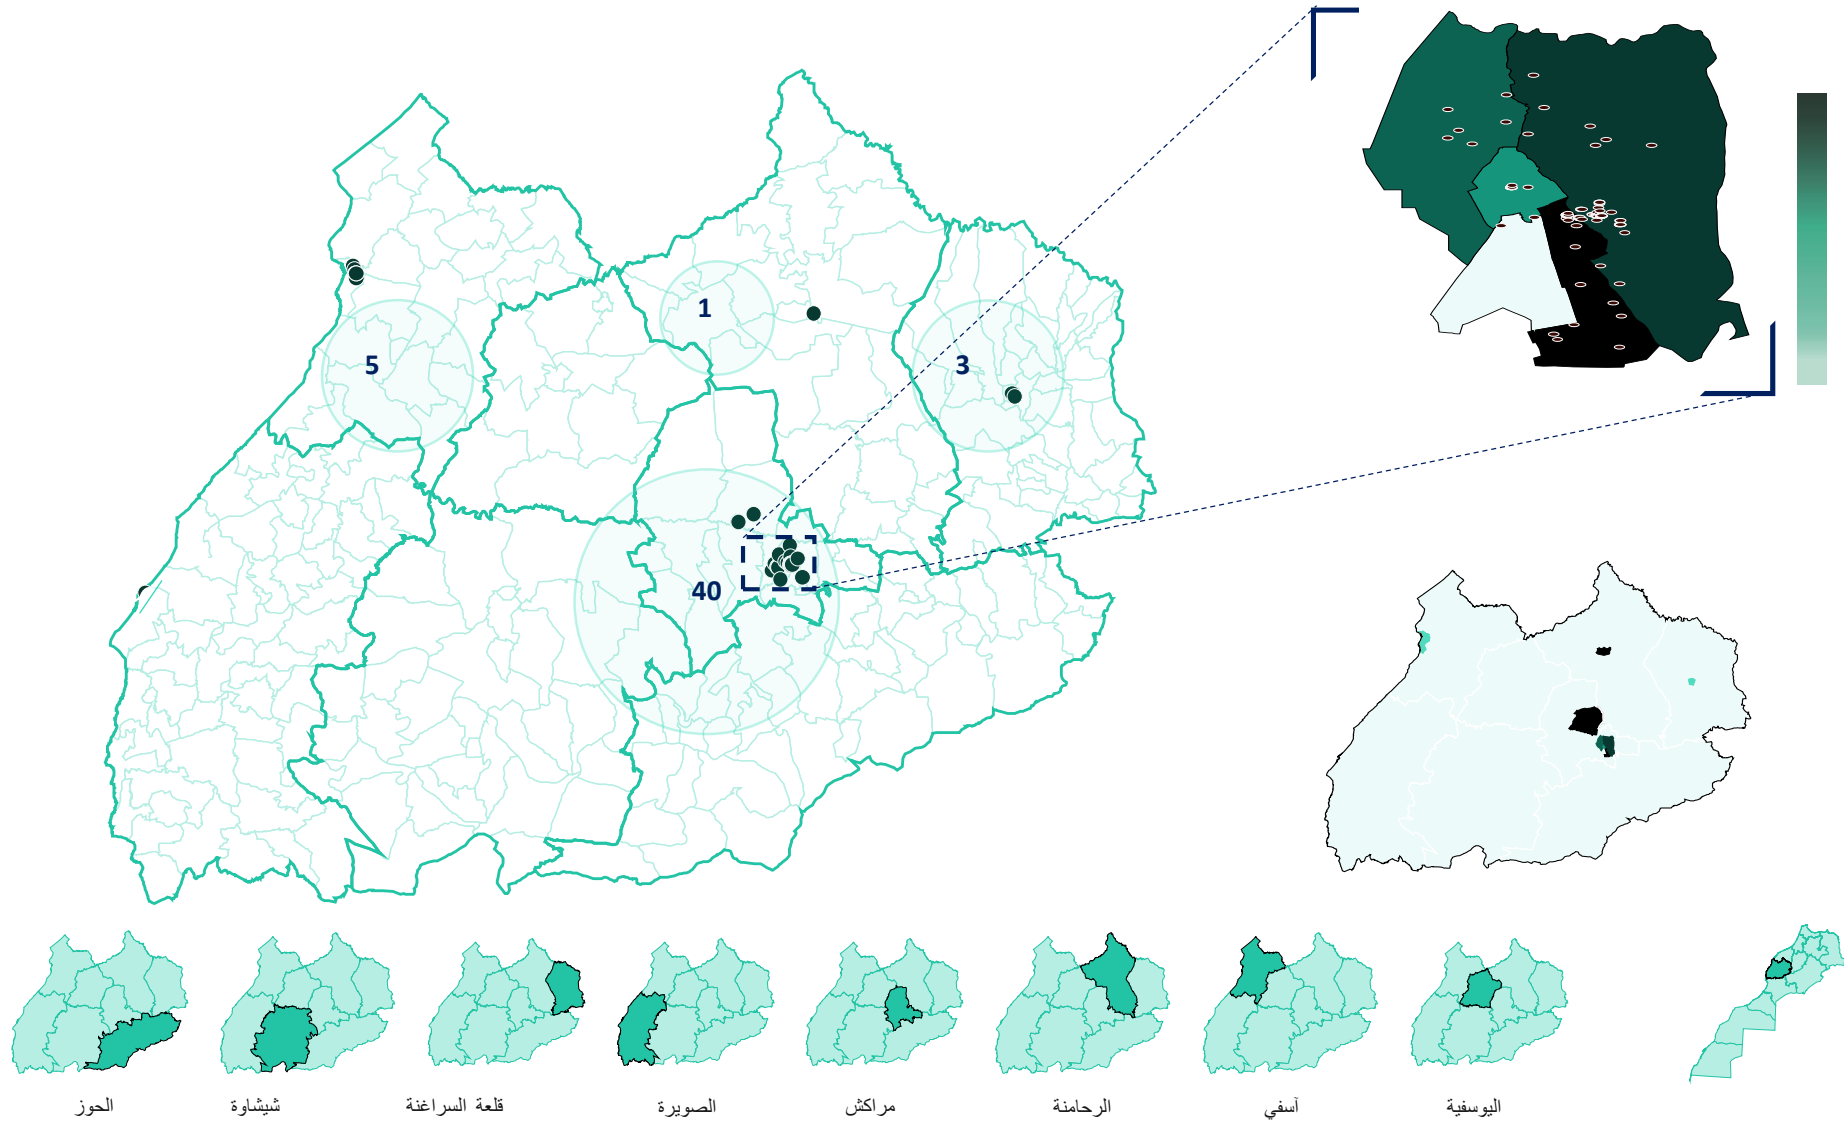 1
5
3
40
الحوز
شيشاوة
قلعة السراغنة
الصويرة
مراكش
الرحامنة
آسفي
اليوسفية